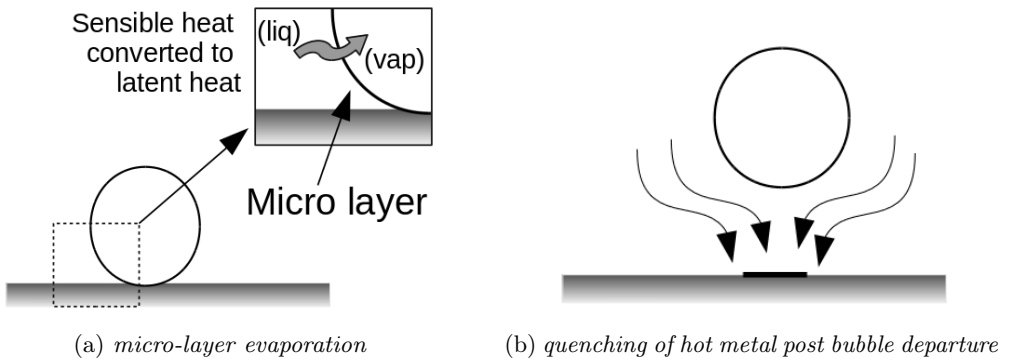 Sensible heat
converted to
latent heat
(liq)
(vap)
Micro layer
(a) micro-layer evaporation
(b) quenching of hot metal post bubble departure